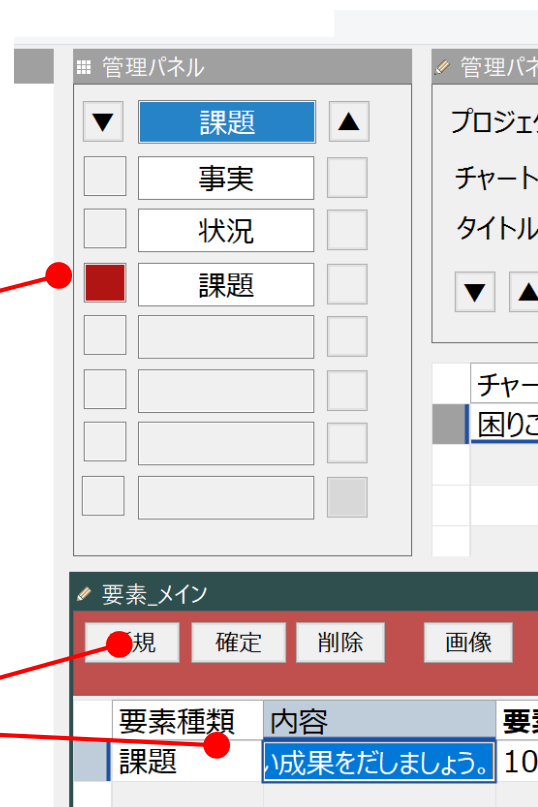 管理パネル
▼ 課題 ▲
事実
状況
課題
管理パネ
プロジェ
チャート
タイトル
▼ ▲
チャー
困りご
要素_メイン
規 確定 削除 画像
要素種類 内容
課題 い成果をだしましょう。 10